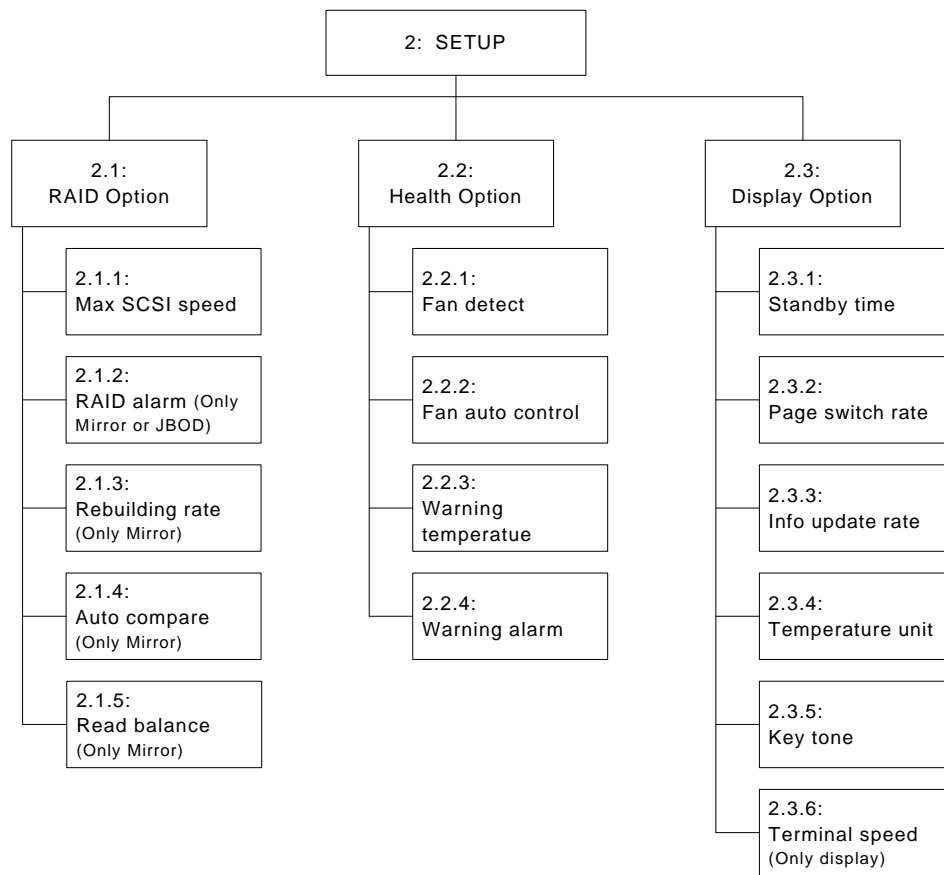 2: SETUP
2.1:
RAID Option
2.1.1:
Max SCSI speed
2.1.2:
RAID alarm (Only
Mirror or JBOD)
2.1.3:
Rebuilding rate
(Only Mirror)
2.1.4:
Auto compare
(Only Mirror)
2.1.5:
Read balance
(Only Mirror)
2.2:
Health Option
2.2.1:
Fan detect
2.2.2:
Fan auto control
2.2.3:
Warning
temperatue
2.2.4:
Warning alarm
2.3:
Display Option
2.3.1:
Standby time
2.3.2:
Page switch rate
2.3.3:
Info update rate
2.3.4:
Temperature unit
2.3.5:
Key tone
2.3.6:
Terminal speed
(Only display)